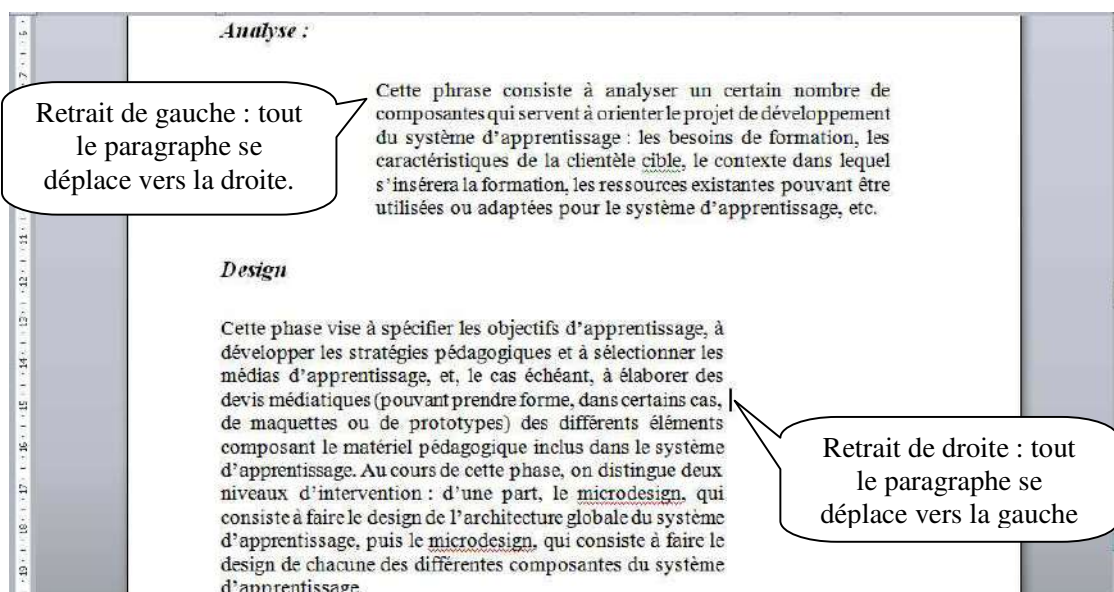 Analyse :
Cette phrase consiste à analyser un certain nombre de
composantes qui servent à orienter le projet de développement
du système d'apprentissage : les besoins de formation, les
caractéristiques de la clientèle cible, le contexte dans lequel
s'insérera la formation, les ressources existantes pouvant être
utilisées ou adaptées pour le système d'apprentissage, etc.
Retrait de gauche : tout
le paragraphe se
déplace vers la droite.
Design
Cette phase vise à spécifier les objectifs d'apprentissage, à
développer les stratégies pédagogiques et à sélectionner les
médias d'apprentissage, et, le cas échéant, à élaborer des
devis médiatiques (pouvant prendre forme, dans certains cas,
de maquettes ou de prototypes) des différents éléments
composant le matériel pédagogique inclus dans le système
d'apprentissage. Au cours de cette phase, on distingue deux
niveaux d'intervention : d'une part, le microdesign, qui
consiste à faire le design de l'architecture globale du système
d'apprentissage, puis le microdesign, qui consiste à faire le
design de chacune des différentes composantes du système
d'apprentissage.
Retrait de droite : tout
le paragraphe se
déplace vers la gauche